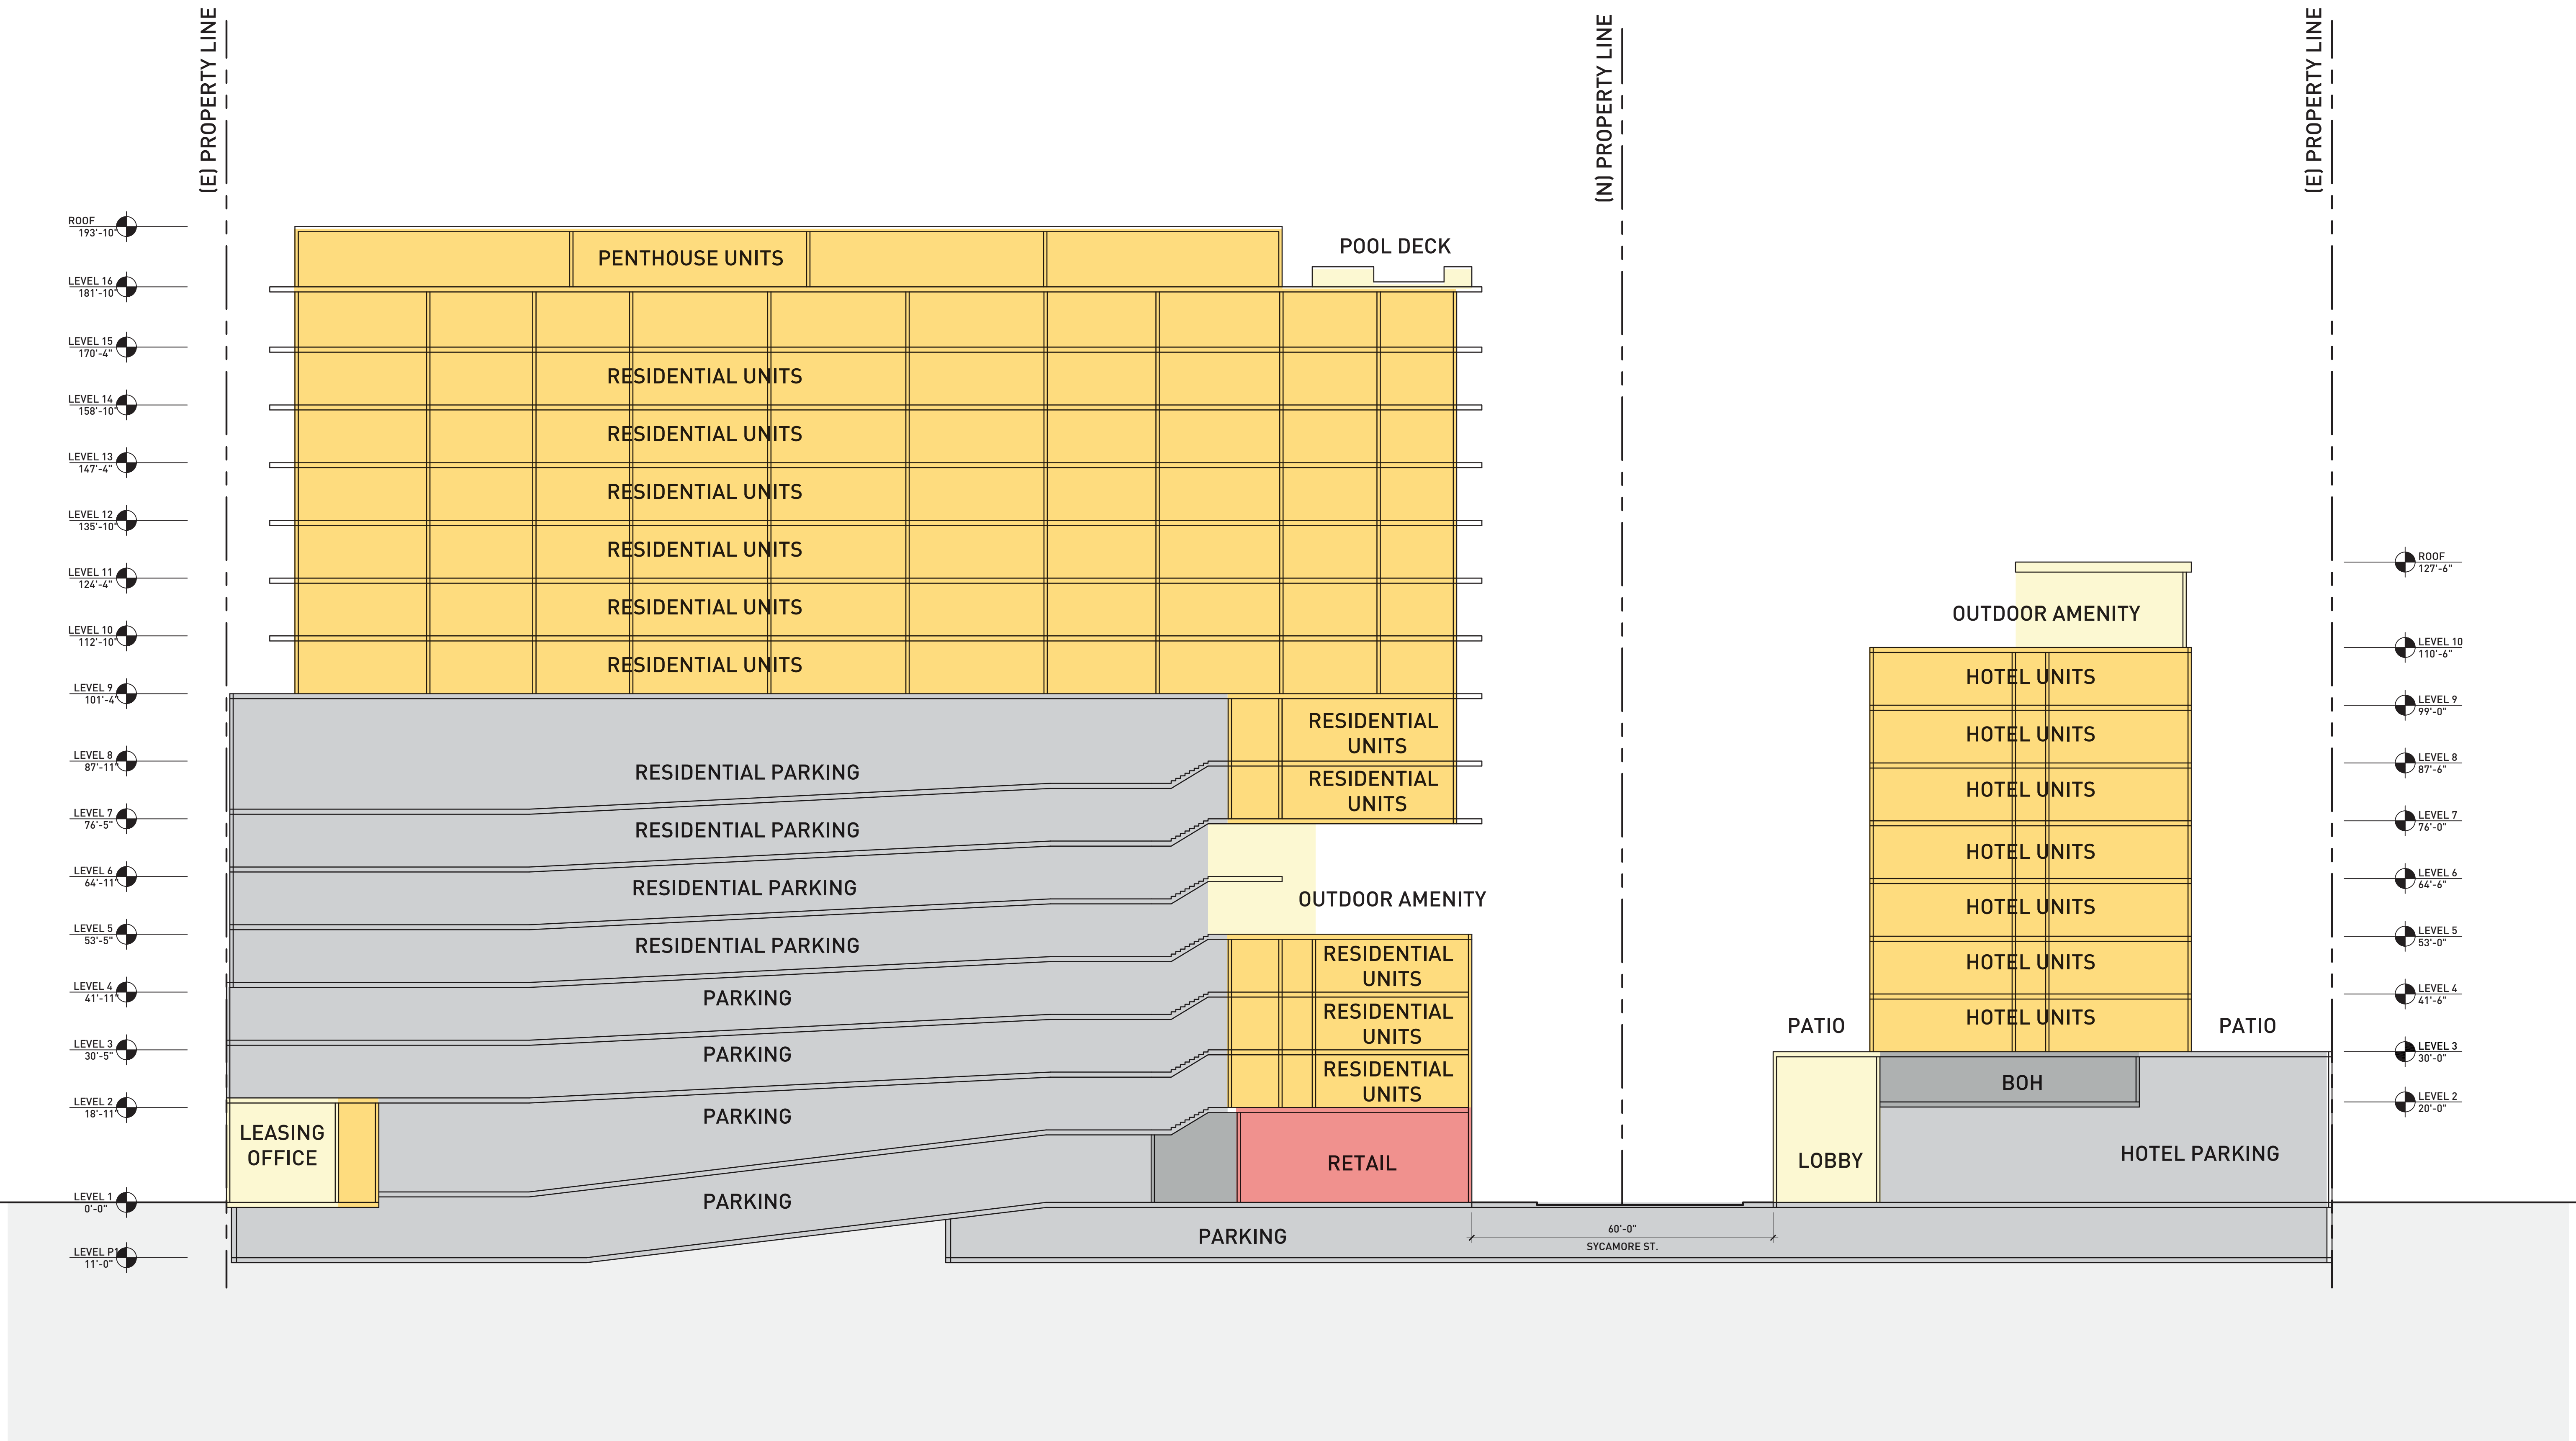 (E) PROPERTY LINE
(N) PROPERTY LINE
(E) PROPERTY LINE
ROOF
193'-10"
LEVEL 16
181'-10"
LEVEL 15
170'-4"
LEVEL 14
158'-10"
LEVEL 13
147'-4"
LEVEL 12
135'-10"
LEVEL 11
124'-4"
LEVEL 10
112'-10"
LEVEL 9
101'-4"
LEVEL 8
87'-11"
LEVEL 7
76'-5"
LEVEL 6
64'-11"
LEVEL 5
53'-5"
LEVEL 4
41'-11"
LEVEL 3
30'-5"
LEVEL 2
18'-11"
LEVEL 1
0'-0"
LEVEL P1
11'-0"
PENTHOUSE UNITS
POOL DECK
RESIDENTIAL UNITS
RESIDENTIAL UNITS
RESIDENTIAL UNITS
RESIDENTIAL UNITS
RESIDENTIAL UNITS
RESIDENTIAL UNITS
RESIDENTIAL
UNITS
RESIDENTIAL
UNITS
RESIDENTIAL PARKING
RESIDENTIAL PARKING
RESIDENTIAL PARKING
RESIDENTIAL PARKING
OUTDOOR AMENITY
PARKING
PARKING
PARKING
PARKING
RESIDENTIAL
UNITS
RESIDENTIAL
UNITS
RESIDENTIAL
UNITS
LEASING
OFFICE
RETAIL
PARKING
60'-0"
SYCAMORE ST.
OUTDOOR AMENITY
HOTEL UNITS
HOTEL UNITS
HOTEL UNITS
HOTEL UNITS
HOTEL UNITS
HOTEL UNITS
HOTEL UNITS
PATIO
PATIO
BOH
LOBBY
HOTEL PARKING
ROOF
127'-6"
LEVEL 10
110'-6"
LEVEL 9
99'-0"
LEVEL 8
87'-6"
LEVEL 7
76'-0"
LEVEL 6
64'-6"
LEVEL 5
53'-0"
LEVEL 4
41'-6"
LEVEL 3
30'-0"
LEVEL 2
20'-0"